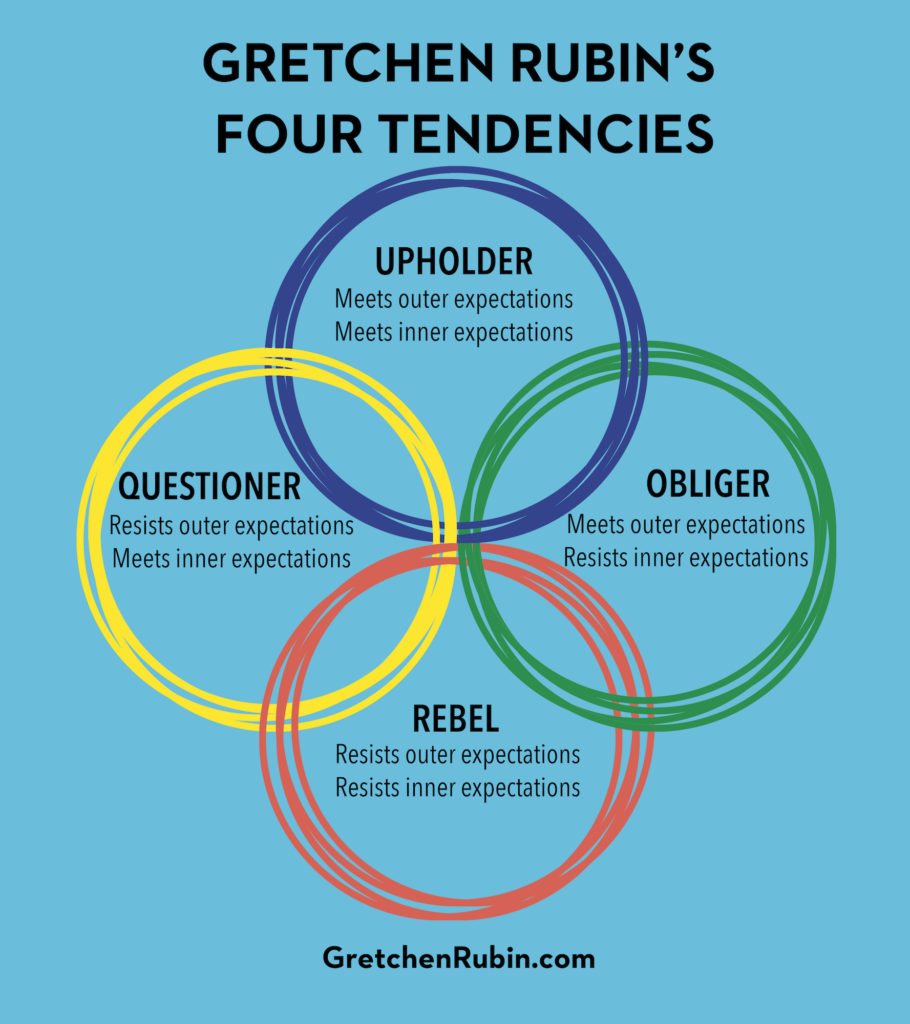 GRETCHEN RUBIN’S
FOUR TENDENCIES
UPHOLDER
Meets outer expectations
Meets inner expectations
QUESTIONER
Resists outer expectations
Meets inner expectations
OBLIGER
Meets outer expectations
Resists inner expectations
REBEL
Resists outer expectations
Resists inner expectations
GretchenRubin.com